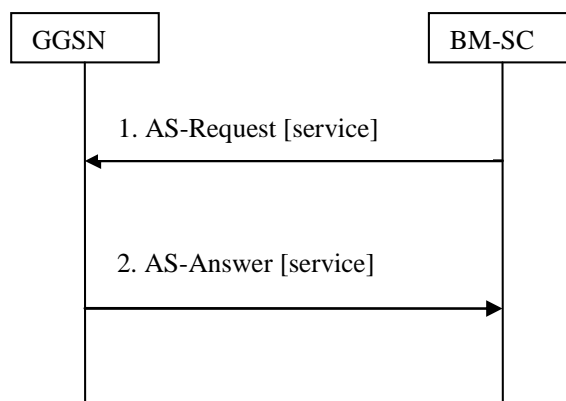 GGSN
BM-SC
1. AS-Request [service]
2. AS-Answer [service]